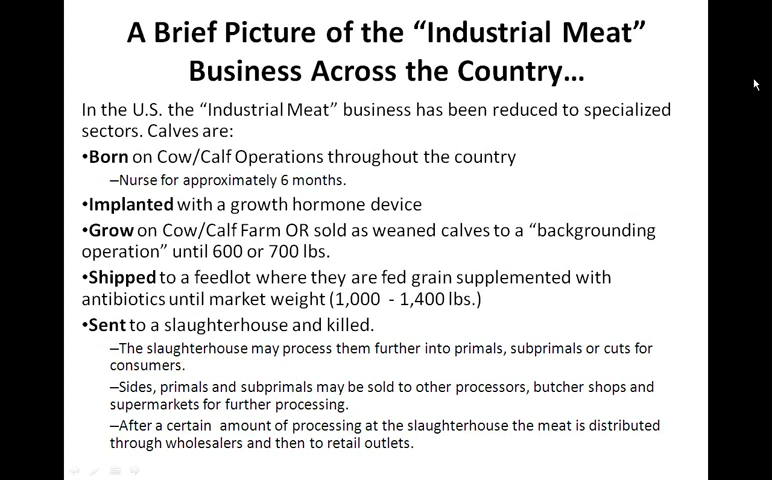 A Brief Picture of the “Industrial Meat”
Business Across the Country…
In the U.S. the “Industrial Meat” business has been reduced to specialized
sectors. Calves are:
•Born on Cow/Calf Operations throughout the country
–Nurse for approximately 6 months.
•Implanted with a growth hormone device
•Grow on Cow/Calf Farm OR sold as weaned calves to a “backgrounding
operation” until 600 or 700 lbs.
•Shipped to a feedlot where they are fed grain supplemented with
antibiotics until market weight (1,000 - 1,400 lbs.)
•Sent to a slaughterhouse and killed.
–The slaughterhouse may process them further into primals, subprimals or cuts for
consumers.
–Sides, primals and subprimals may be sold to other processors, butcher shops and
supermarkets for further processing.
–After a certain amount of processing at the slaughterhouse the meat is distributed
through wholesalers and then to retail outlets.